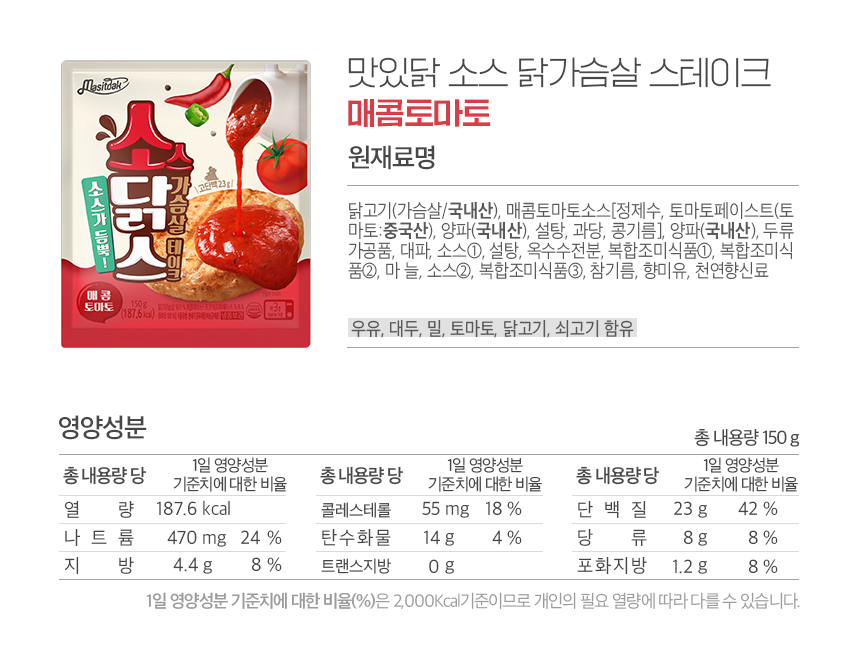 맛있닭 소스 닭가슴살 스테이크
매콤토마토
원재료명
닭고기(가슴살/국내산), 매콤토마토소스[정제수, 토마토페이스트(토
마토:중국산), 양파(국내산), 설탕, 과당, 콩기름], 양파(국내산), 두류
가공품, 대파, 소스①, 설탕, 옥수수전분, 복합조미식품①, 복합조미식
품②, 마 늘, 소스②, 복합조미식품③, 참기름, 향미유, 천연향신료
우유, 대두, 밀, 토마토, 닭고기, 쇠고기 함유
Masitdak
소스
닭
스
가슴살
테이크
소스가 듬뿍!
고단백 23g
매콤
토마토
150 g
(187.6 kcal)
영양성분
총 내용량 150 g
총 내용량 당 1일 영양성분 기준치에 대한 비율 총 내용량 당 1일 영양성분 기준치에 대한 비율 총 내용량 당 1일 영양성분 기준치에 대한 비율
열 량 187.6 kcal 콜레스테롤 55 mg 18 % 단 백 질 23 g 42 %
나 트 륨 470 mg 24 % 탄수화물 14 g 4 % 당 류 8 g 8 %
지 방 4.4 g 8 % 트랜스지방 0 g 포화지방 1.2 g 8 %
1일 영양성분 기준치에 대한 비율(%)은 2,000Kcal기준이므로 개인의 필요 열량에 따라 다를 수 있습니다.